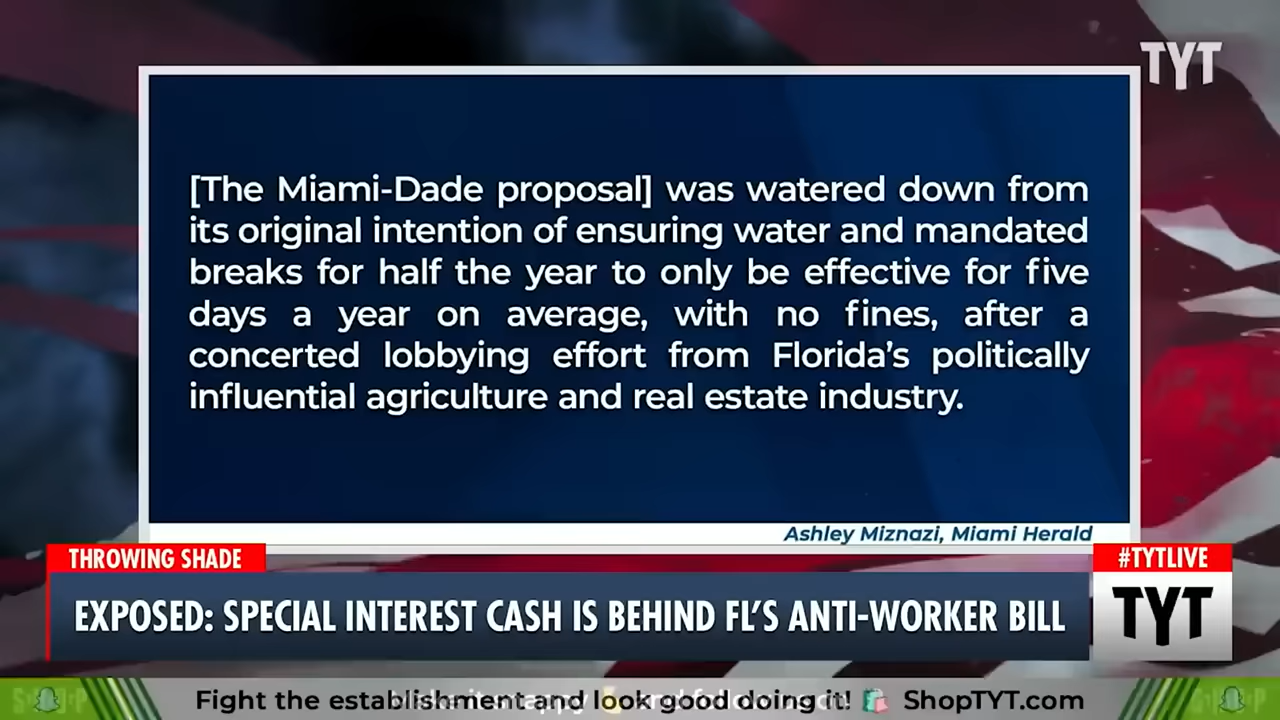 TYT
[The Miami-Dade proposal] was watered down from
its original intention of ensuring water and mandated
breaks for half the year to only be effective for five
days a year on average, with no fines, after a
concerted lobbying effort from Florida’s politically
influential agriculture and real estate industry.
Ashley Miznazi, Miami Herald
THROWING SHADE
#TYTLIVE
EXPOSED: SPECIAL INTEREST CASH IS BEHIND FL’S ANTI-WORKER BILL
TYT
Fight the establishment and look good doing it! 🛍️ ShopTYT.com